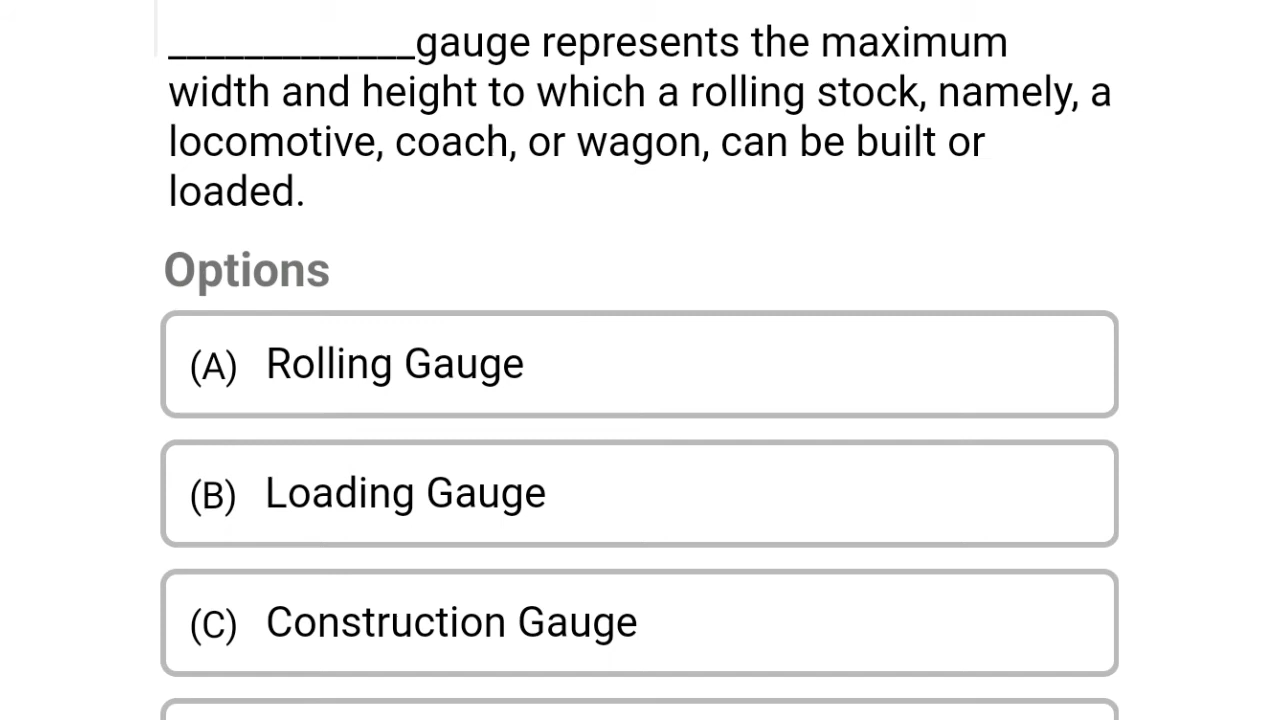 _____________gauge represents the maximum
width and height to which a rolling stock, namely, a
locomotive, coach, or wagon, can be built or
loaded.
Options
(A) Rolling Gauge
(B) Loading Gauge
(C) Construction Gauge